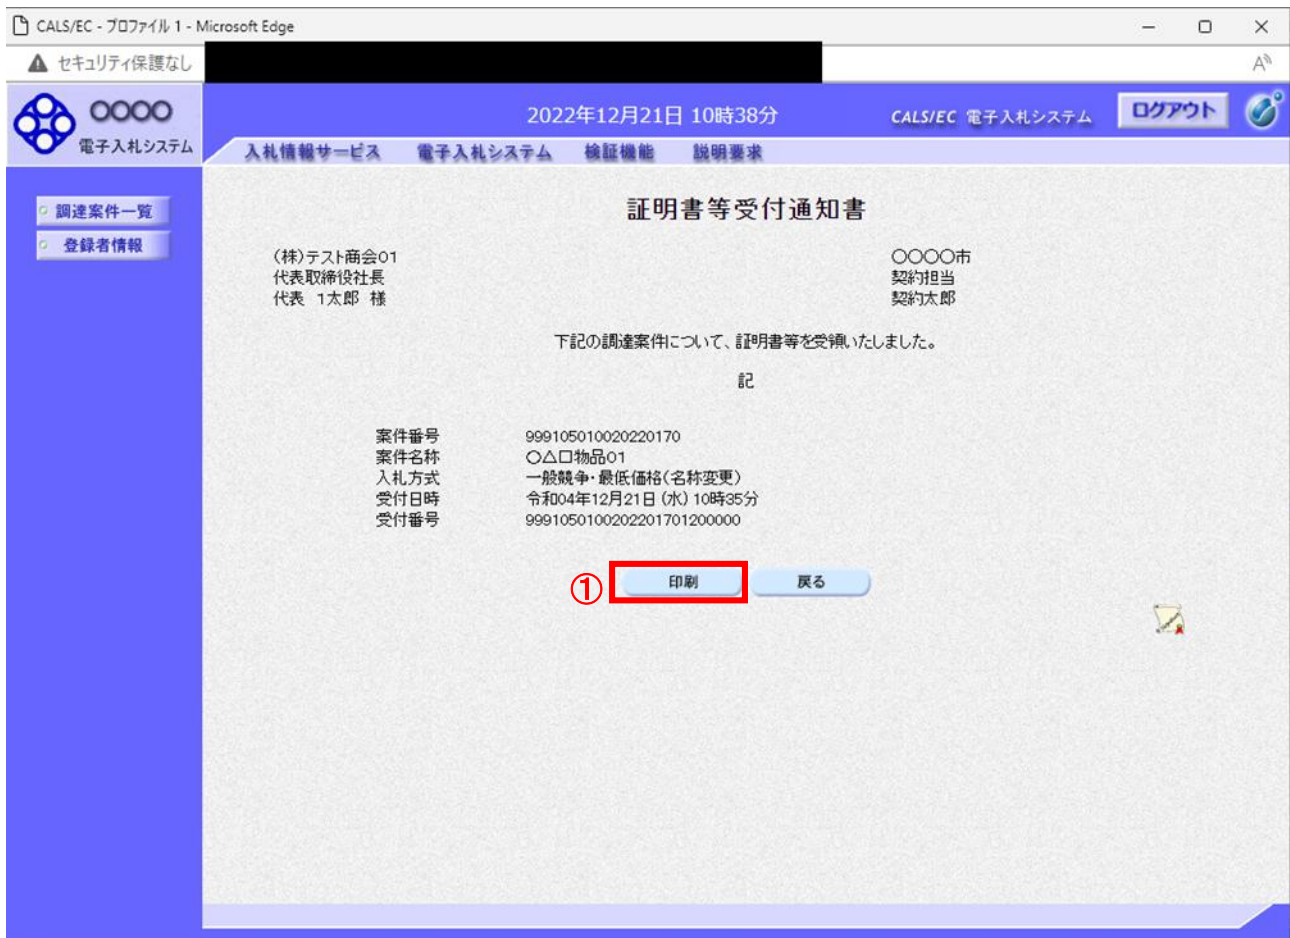 CALS/EC - プロファイル 1 - Microsoft Edge
セキュリティ保護なし
〇〇〇〇
電子入札システム
2022年12月21日 10時38分
CALS/EC 電子入札システム
ログアウト
入札情報サービス 電子入札システム 検証機能 説明要求
調達案件一覧
登録者情報
証明書等受付通知書
(株)テスト商会01
代表取締役社長
代表 1太郎 様
〇〇〇〇市
契約担当
契約太郎
下記の調達案件について、証明書等を受領いたしました。
記
案件番号 999105010020220170
案件名称 〇△口物品01
入札方式 一般競争・最低価格(名称変更)
受付日時 令和04年12月21日(水)10時35分
受付番号 9991050100202201701200000
① 印刷 戻る